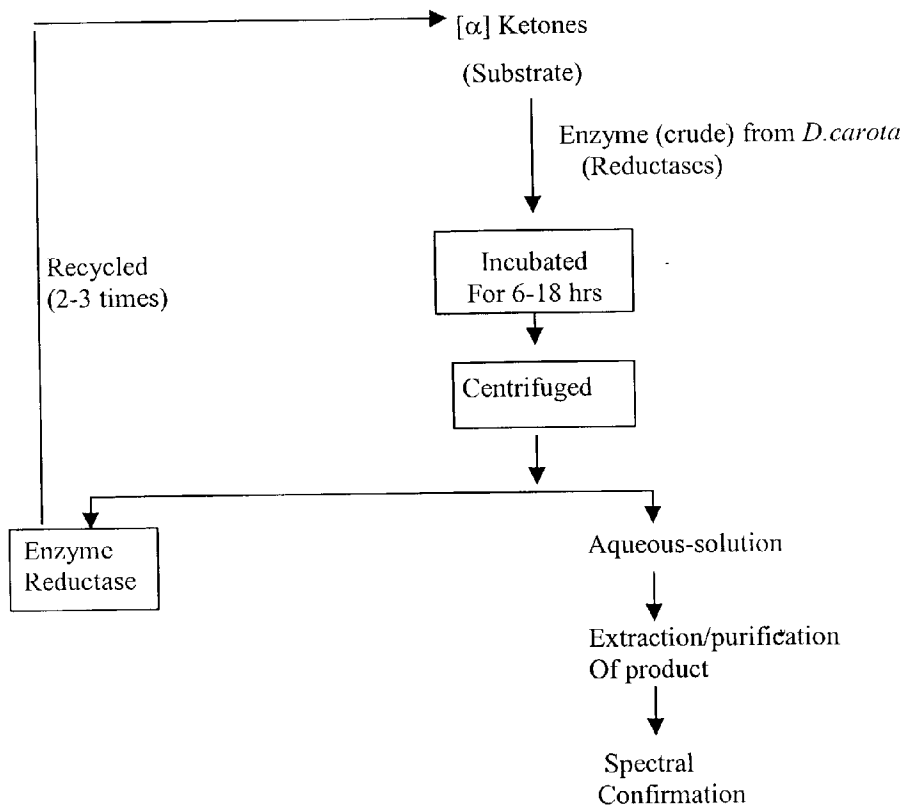 [α] Ketones
(Substrate)
Enzyme (crude) from D.carota
(Reductases)
Incubated
For 6-18 hrs
Recycled
(2-3 times)
Centrifuged
Enzyme
Reductase
Aqueous-solution
Extraction/purification
Of product
Spectral
Confirmation